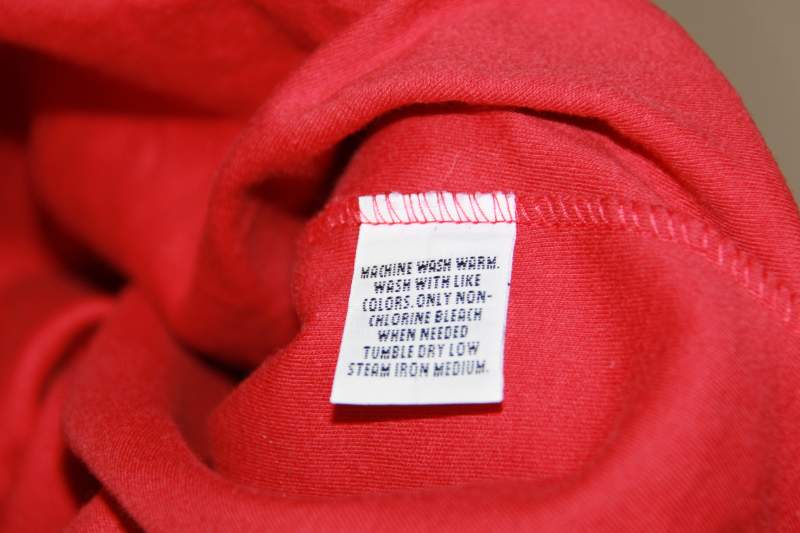 MACHINE WASH WARM.
WASH WITH LIKE
COLORS. ONLY NON-
CHLORINE BLEACH
WHEN NEEDED
TUMBLE DRY LOW
STEAM IRON MEDIUM.